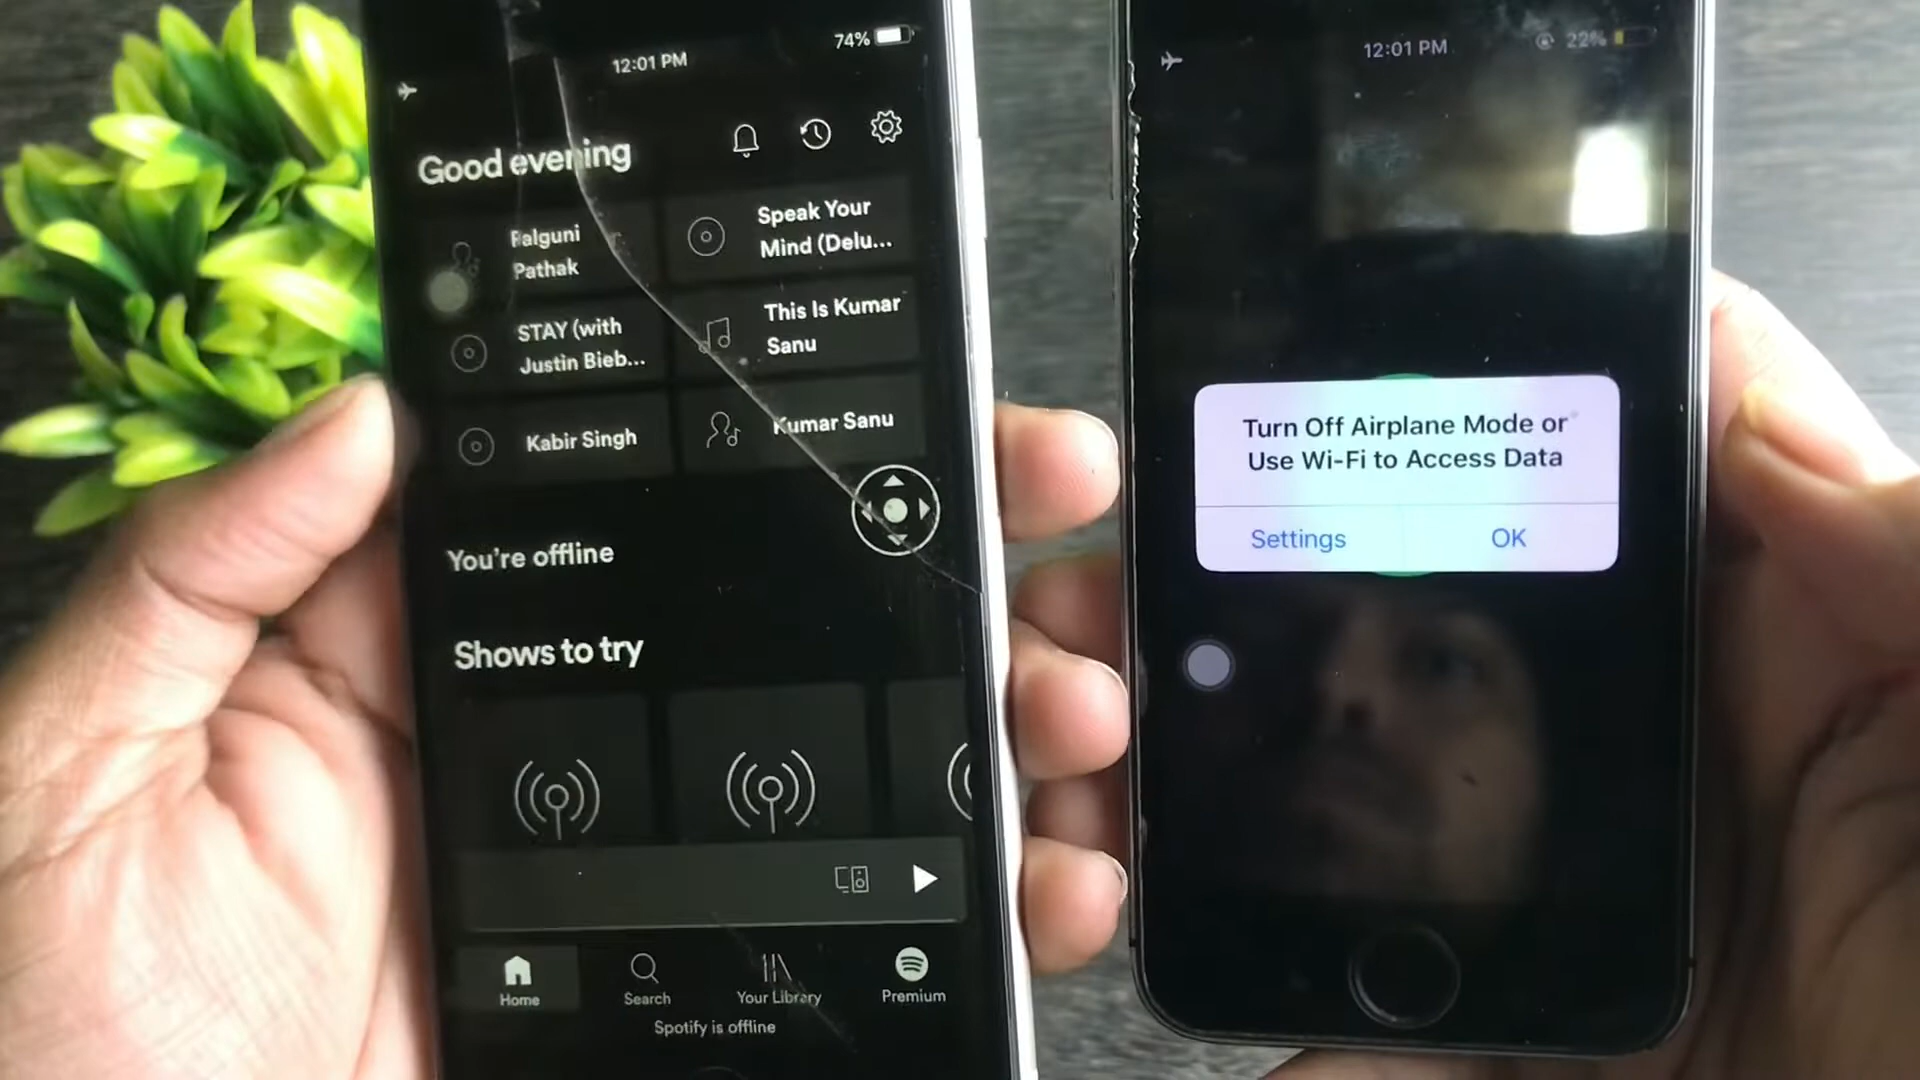 12:01 PM
74%
Good evening
Falguni
Pathak
Speak Your
Mind (Delu...
STAY (with
Justin Bieb...
This Is Kumar
Sanu
Kabir Singh
Kumar Sanu
You're offline
Shows to try
Home
Search
Your Library
Premium
Spotify is offline
12:01 PM
22%
Turn Off Airplane Mode or
Use Wi-Fi to Access Data
Settings
OK